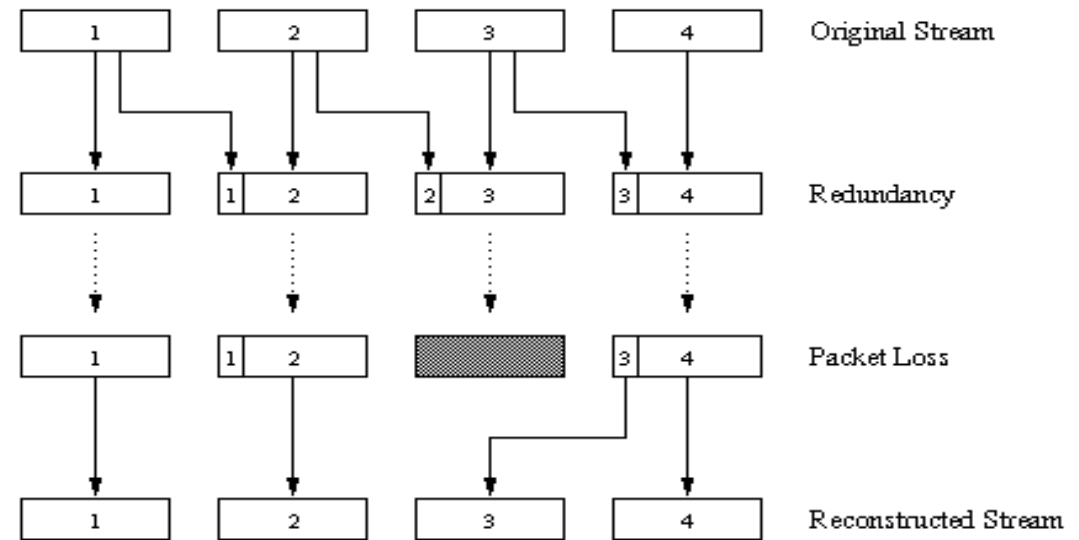 1 2 3 4 Original Stream
1 1 2 2 3 3 4 Redundancy
1 1 2 3 4 Packet Loss
1 2 3 4 Reconstructed Stream